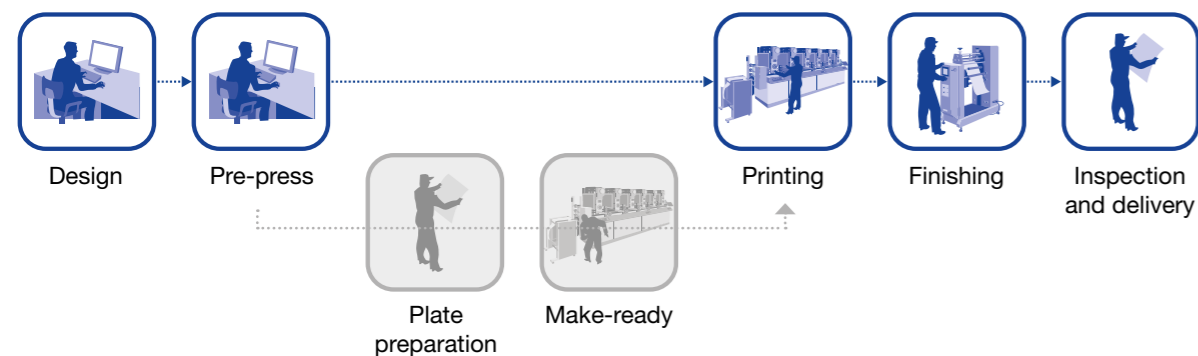 Design
Pre-press
Printing
Finishing
Inspection
and delivery
Plate
preparation
Make-ready